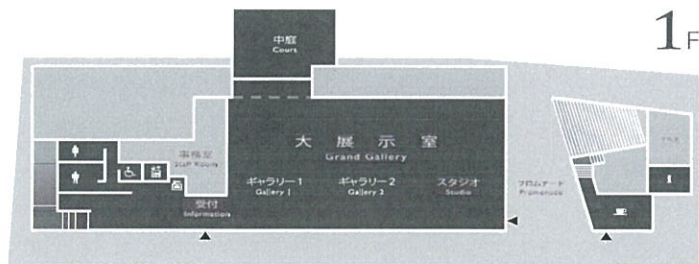 1F
中庭
Court
大展示室
Grand Gallery
事務室
Staff Room
ギャラリー1
Gallery 1
ギャラリー2
Gallery 2
スタジオ
Studio
プロムナード
Promenade
受付
Information